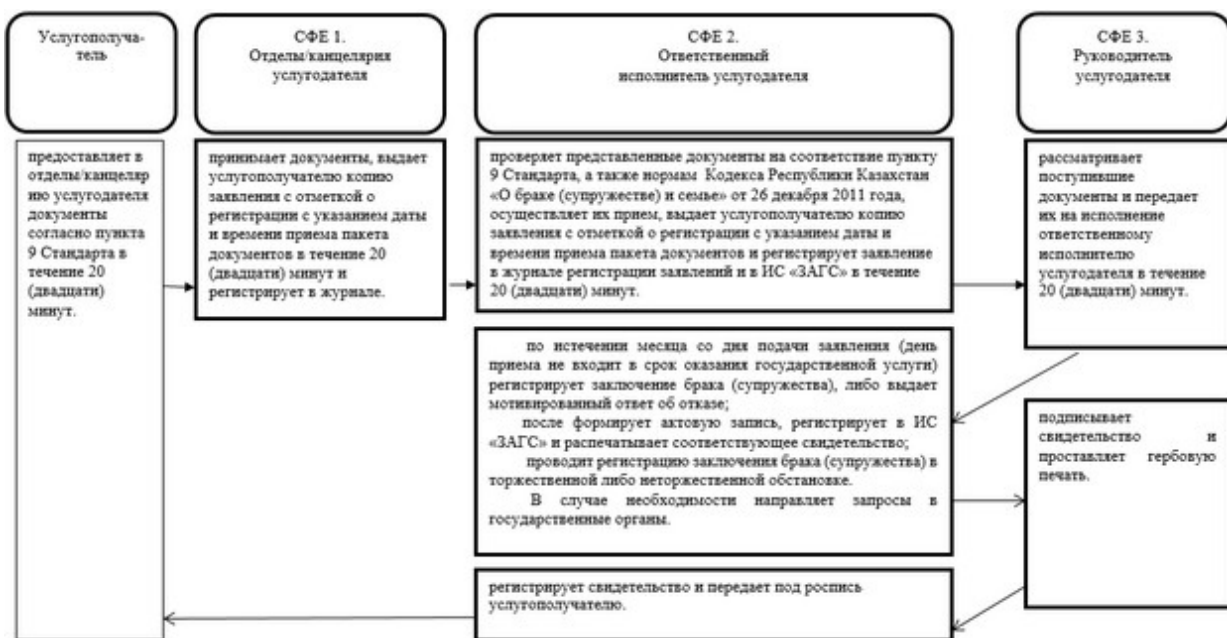 Услугополуча-
тель
СФЕ 1.
Отделы/канцелярия
услугодателя
СФЕ 2.
Ответственный
исполнитель услугодателя
СФЕ 3.
Руководитель
услугодателя
предоставляет в
отделы/канцеляр
ию услугодателя
документы
согласно пункта
9 Стандарта в
течение 20
(двадцати)
минут.
принимает документы, выдает
услугополучателю копию
заявления с отметкой о
регистрации с указанием даты
и времени приема пакета
документов в течение 20
(двадцати) минут и
регистрирует в журнале.
проверяет представленные документы на соответствие пункту
9 Стандарта, а также нормам Кодекса Республики Казахстан
«О браке (супружестве) и семье» от 26 декабря 2011 года,
осуществляет их прием, выдает услугополучателю копию
заявления с отметкой о регистрации с указанием даты и
времени приема пакета документов и регистрирует заявление
в журнале регистрации заявлений и в ИС «ЗАГС» в течение
20 (двадцати) минут.
рассматривает
поступившие
документы и передает
их на исполнение
ответственному
исполнителю
услугодателя в течение
20 (двадцати) минут.
по истечении месяца со дня подачи заявления (день
приема не входит в срок оказания государственной услуги)
регистрирует заключение брака (супружества), либо выдает
мотивированный ответ об отказе;
после формирует актовую запись, регистрирует в ИС
«ЗАГС» и распечатывает соответствующее свидетельство;
проводит регистрацию заключения брака (супружества) в
торжественной либо неторжественной обстановке.
В случае необходимости направляет запросы в
государственные органы.
подписывает
свидетельство и
проставляет гербовую
печать.
регистрирует свидетельство и передает под роспись
услугополучателю.